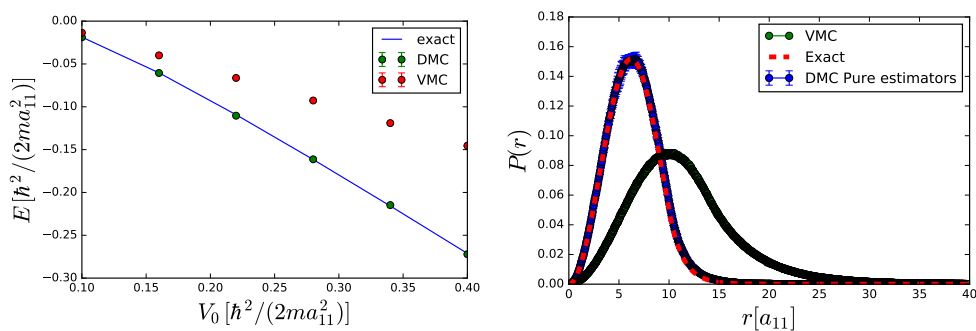 0.00
−0.05
−0.10
−0.15
−0.20
−0.25
−0.30
E [ħ²/(2ma²₁₁)]
exact
DMC
VMC
0.10 0.15 0.20 0.25 0.30 0.35 0.40
V₀ [ħ²/(2ma²₁₁)]
0.18
0.16
0.14
0.12
0.10
0.08
0.06
0.04
0.02
0.00
P(r)
VMC
Exact
DMC Pure estimators
0 5 10 15 20 25 30 35 40
r[a₁₁]